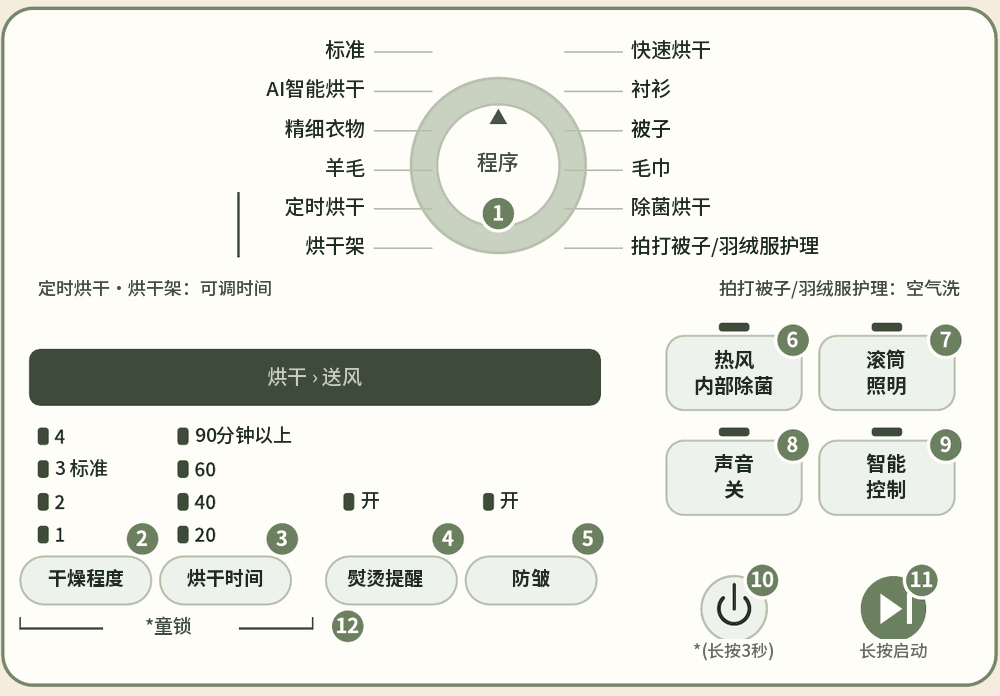 标准
AI智能烘干
精细衣物
羊毛
定时烘干
烘干架
程序
1
快速烘干
衬衫
被子
毛巾
除菌烘干
拍打被子/羽绒服护理
定时烘干・烘干架：可调时间
拍打被子/羽绒服护理：空气洗
烘干 › 送风
4
3 标准
2
1
90分钟以上
60
40
20
开
开
2
干燥程度
3
烘干时间
4
熨烫提醒
5
防皱
*童锁
12
6
热风
内部除菌
7
滚筒
照明
8
声音
关
9
智能
控制
10
*(长按3秒)
11
长按启动